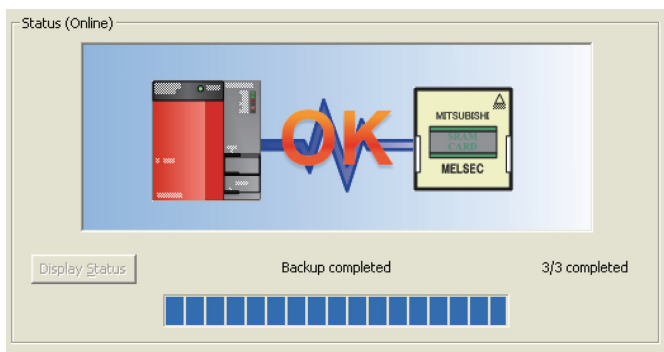 Status (Online)
OK
MITSUBISHI
SRAM
CARD
MELSEC
Display Status
Backup completed
3/3 completed